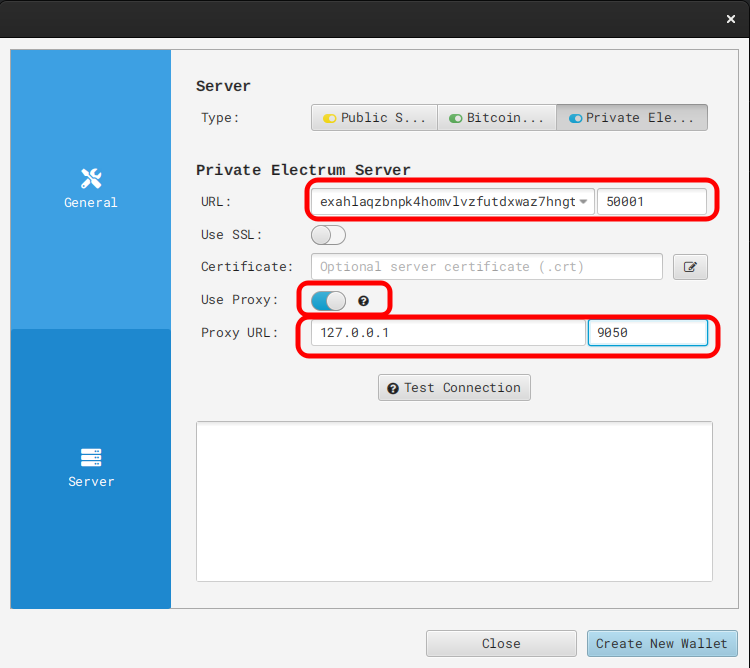 General
Server
Server
Type: Public S... Bitcoin... Private Ele...
Private Electrum Server
URL: exahlaqzbnpk4homvlvzfutdxwaz7hngt 50001
Use SSL:
Certificate: Optional server certificate (.crt)
Use Proxy:
Proxy URL: 127.0.0.1 9050
Test Connection
Close Create New Wallet